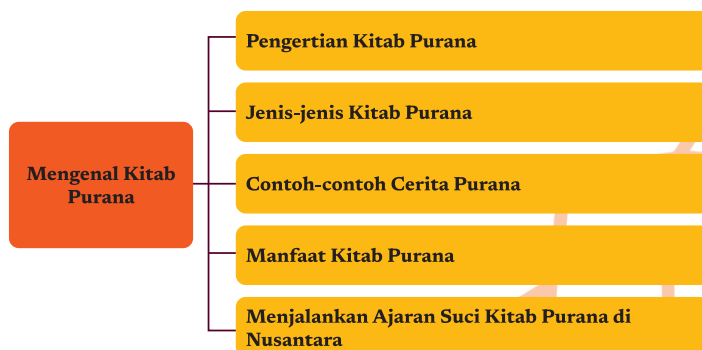 Pengertian Kitab Purana
Jenis-jenis Kitab Purana
Mengenal Kitab
Purana
Contoh-contoh Cerita Purana
Manfaat Kitab Purana
Menjalankan Ajaran Suci Kitab Purana di
Nusantara